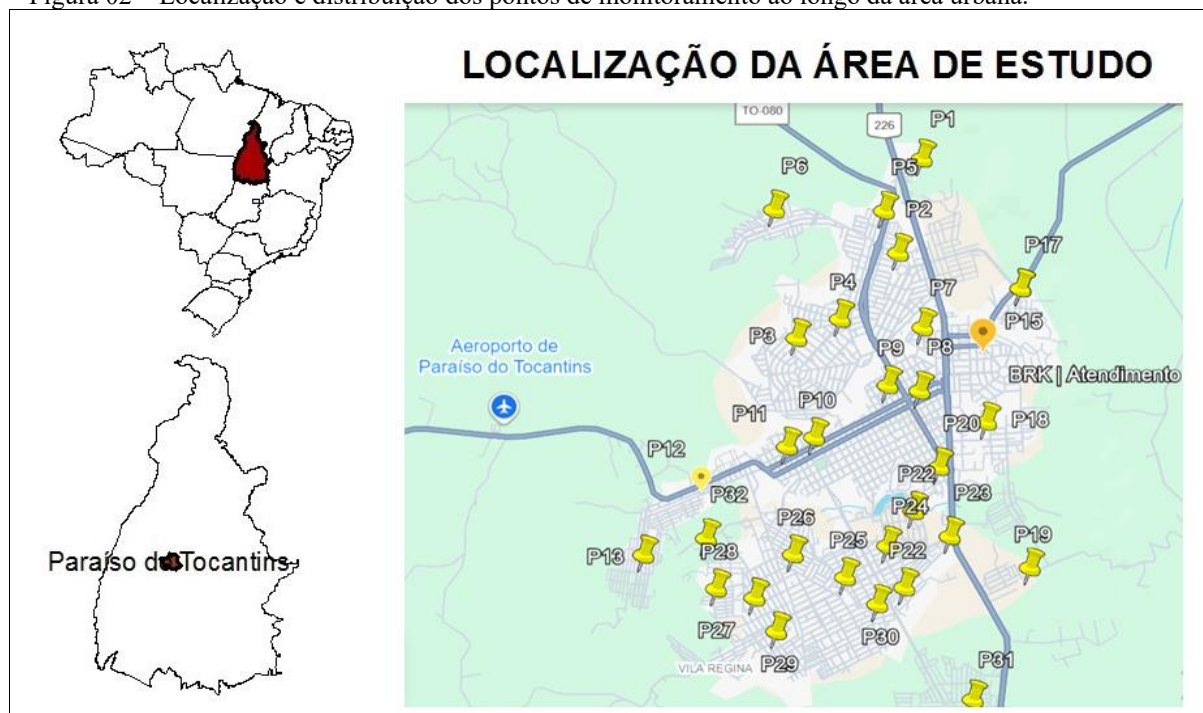 Figura 02 – Localização e distribuição dos pontos de monitoramento ao longo da área urbana.
LOCALIZAÇÃO DA ÁREA DE ESTUDO
TO-080
226
P1
P6
P5
P2
P17
P4
P7
P3
P15
P9
P8
Aeroporto de
Paraíso do Tocantins
BRK | Atendimento
P11
P10
P20
P18
P12
P22
P32
P24
P23
P26
P13
P28
P25
P22
P19
Paraíso do Tocantins
P27
P30
VILA REGINA
P29
P31